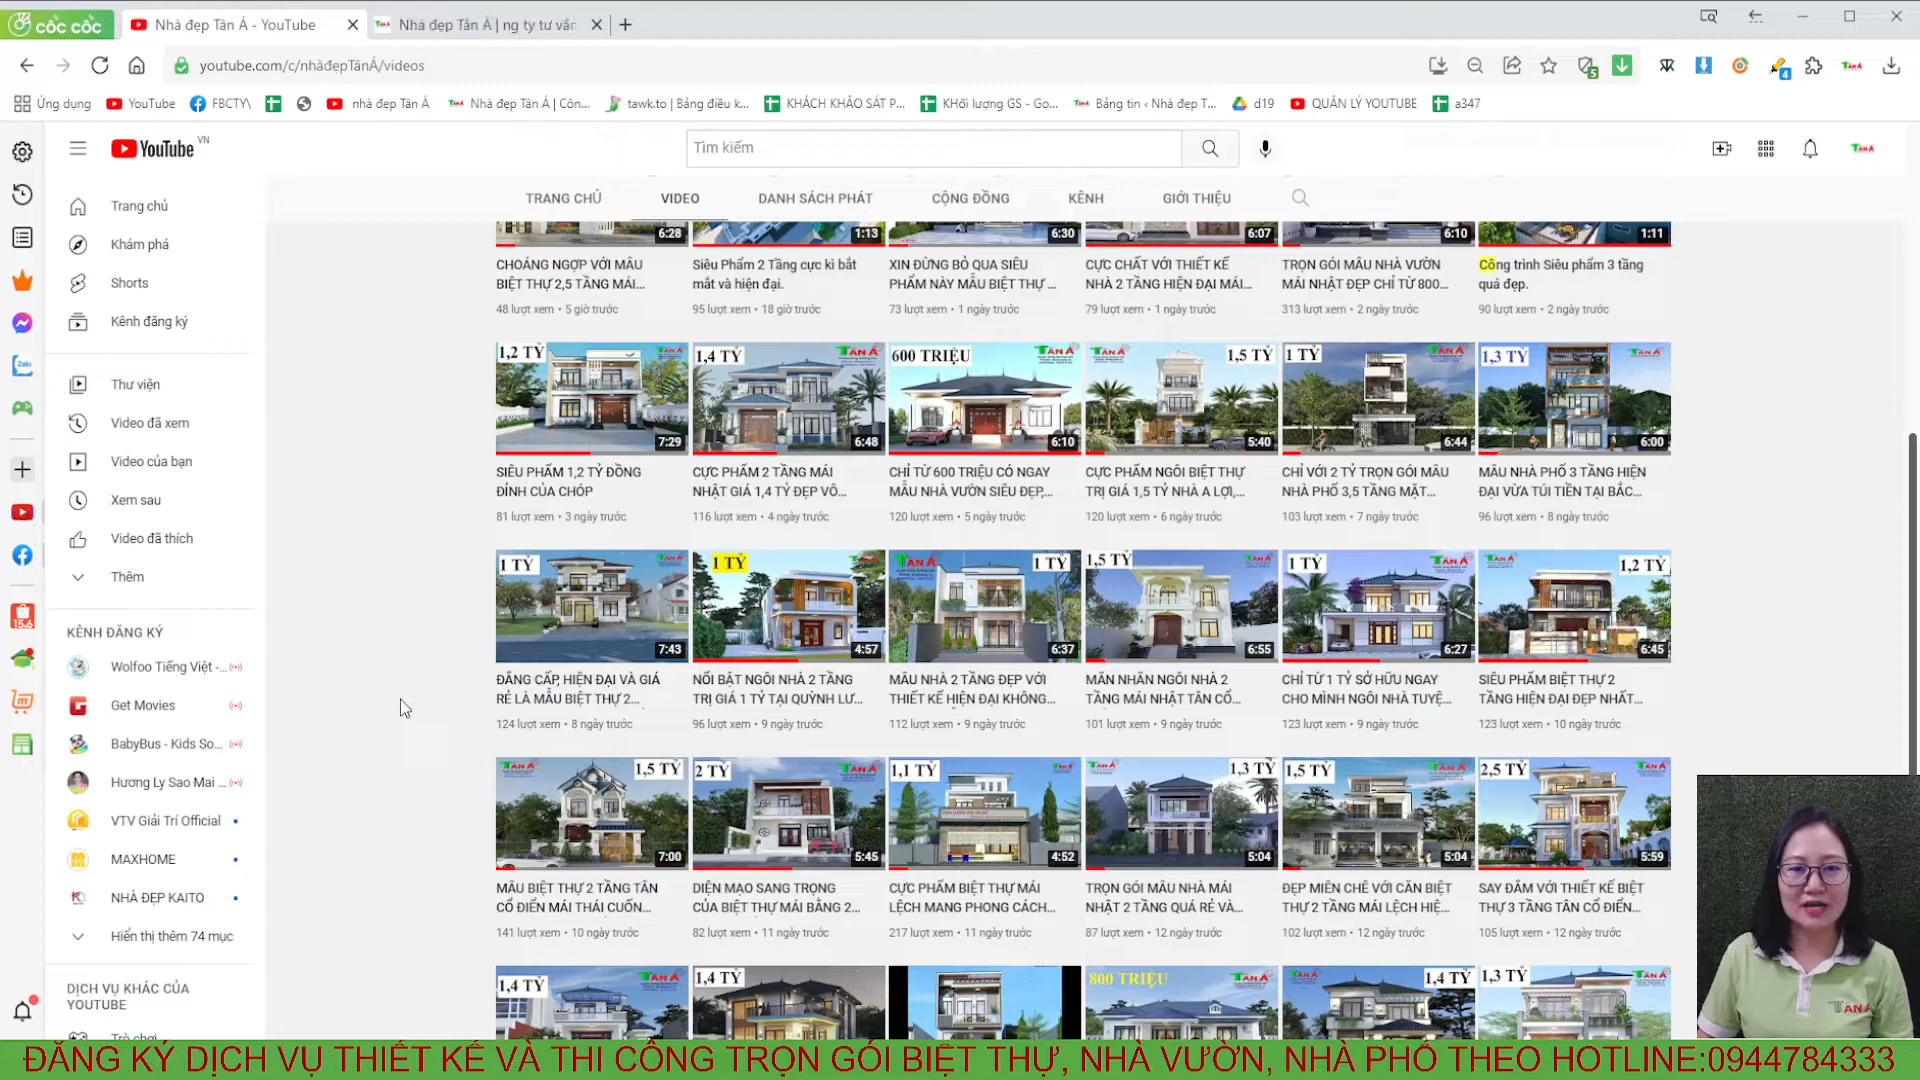 cốc cốc
Nhà đẹp Tân Á - YouTube
Nhà đẹp Tân Á | ng ty tư vấn
youtube.com/c/nhàđẹpTânÁ/videos
Ứng dụng
YouTube
FBCTY\
nhà đẹp Tân Á
Nhà đẹp Tân Á | Côn...
tawk.to | Bảng điều k...
KHÁCH KHẢO SÁT P...
KHối lượng GS - Go...
Bảng tin ‹ Nhà đẹp T...
d19
QUẢN LÝ YOUTUBE
a347
YouTube VN
Tìm kiếm
TÂN Á
TRANG CHỦ
VIDEO
DANH SÁCH PHÁT
CỘNG ĐỒNG
KÊNH
GIỚI THIỆU
Trang chủ
Khám phá
Shorts
Kênh đăng ký
Thư viện
Video đã xem
Video của bạn
Xem sau
Video đã thích
Thêm
KÊNH ĐĂNG KÝ
Wolfoo Tiếng Việt -...
Get Movies
BabyBus - Kids So...
Hương Ly Sao Mai ...
VTV Giải Trí Official
MAXHOME
NHÀ ĐẸP KAITO
Hiển thị thêm 74 mục
DỊCH VỤ KHÁC CỦA
YOUTUBE
Trò chơi
Zalo
15.6
6:28
1:13
6:30
6:07
6:10
1:11
CHOÁNG NGỢP VỚI MẪU
BIỆT THỰ 2,5 TẦNG MÁI...
48 lượt xem • 5 giờ trước
Siêu Phẩm 2 Tầng cực kì bắt
mắt và hiện đại.
95 lượt xem • 18 giờ trước
XIN ĐỪNG BỎ QUA SIÊU
PHẨM NÀY MẪU BIỆT THỰ ...
73 lượt xem • 1 ngày trước
CỰC CHẤT VỚI THIẾT KẾ
NHÀ 2 TẦNG HIỆN ĐẠI MÁI...
79 lượt xem • 1 ngày trước
TRỌN GÓI MẪU NHÀ VƯỜN
MÁI NHẬT ĐẸP CHỈ TỪ 800...
313 lượt xem • 2 ngày trước
Công trình Siêu phẩm 3 tầng
quá đẹp.
90 lượt xem • 2 ngày trước
1,2 TỶ
TÂN Á
7:29
1,4 TỶ
TÂN Á
6:48
600 TRIỆU
TÂN Á
6:10
1,5 TỶ
TÂN Á
5:40
1 TỶ
TÂN Á
6:44
1,3 TỶ
TÂN Á
6:00
SIÊU PHẨM 1,2 TỶ ĐỒNG
ĐỈNH CỦA CHÓP
81 lượt xem • 3 ngày trước
CỰC PHẨM 2 TẦNG MÁI
NHẬT GIÁ 1,4 TỶ ĐẸP VÔ...
116 lượt xem • 4 ngày trước
CHỈ TỪ 600 TRIỆU CÓ NGAY
MẪU NHÀ VƯỜN SIÊU ĐẸP,...
120 lượt xem • 5 ngày trước
CỰC PHẨM NGÔI BIỆT THỰ
TRỊ GIÁ 1,5 TỶ NHÀ A LỢI,...
120 lượt xem • 6 ngày trước
CHỈ VỚI 2 TỶ TRỌN GÓI MẪU
NHÀ PHỐ 3,5 TẦNG MẶT...
103 lượt xem • 7 ngày trước
MẪU NHÀ PHỐ 3 TẦNG HIỆN
ĐẠI VỪA TÚI TIỀN TẠI BẮC...
96 lượt xem • 8 ngày trước
1 TỶ
TÂN Á
7:43
1 TỶ
TÂN Á
4:57
TÂN Á
1 TỶ
6:37
1,5 TỶ
TÂN Á
6:55
1 TỶ
TÂN Á
6:27
TÂN Á
1,2 TỶ
6:45
ĐẲNG CẤP, HIỆN ĐẠI VÀ GIÁ
RẺ LÀ MẪU BIỆT THỰ 2...
124 lượt xem • 8 ngày trước
NỔI BẬT NGÔI NHÀ 2 TẦNG
TRỊ GIÁ 1 TỶ TẠI QUỲNH LƯ...
96 lượt xem • 9 ngày trước
MẪU NHÀ 2 TẦNG ĐẸP VỚI
THIẾT KẾ HIỆN ĐẠI KHÔNG...
112 lượt xem • 9 ngày trước
MÃN NHÃN NGÔI NHÀ 2
TẦNG MÁI NHẬT TÂN CỔ...
101 lượt xem • 9 ngày trước
CHỈ TỪ 1 TỶ SỞ HỮU NGAY
CHO MÌNH NGÔI NHÀ TUYỆ...
123 lượt xem • 9 ngày trước
SIÊU PHẨM BIỆT THỰ 2
TẦNG HIỆN ĐẠI ĐẸP NHẤT...
123 lượt xem • 10 ngày trước
TÂN Á
1,5 TỶ
7:00
2 TỶ
TÂN Á
5:45
1,1 TỶ
TÂN Á
4:52
TÂN Á
1,3 TỶ
5:04
1,5 TỶ
TÂN Á
5:04
2,5 TỶ
TÂN Á
5:59
MẪU BIỆT THỰ 2 TẦNG TÂN
CỔ ĐIỂN MÁI THÁI CUỐN...
141 lượt xem • 10 ngày trước
DIỆN MẠO SANG TRỌNG
CỦA BIỆT THỰ MÁI BẰNG 2...
82 lượt xem • 11 ngày trước
CỰC PHẨM BIỆT THỰ MÁI
LỆCH MANG PHONG CÁCH...
217 lượt xem • 11 ngày trước
TRỌN GÓI MẪU NHÀ MÁI
NHẬT 2 TẦNG QUÁ RẺ VÀ...
87 lượt xem • 12 ngày trước
ĐẸP MIỄN CHÊ VỚI CĂN BIỆT
THỰ 2 TẦNG MÁI LỆCH HIỆ...
102 lượt xem • 12 ngày trước
SAY ĐẮM VỚI THIẾT KẾ BIỆT
THỰ 3 TẦNG TÂN CỔ ĐIỂN...
105 lượt xem • 12 ngày trước
1,4 TỶ
TÂN Á
1,4 TỶ
TÂN Á
800 TRIỆU
TÂN Á
TÂN Á
1,4 TỶ
1,3 TỶ
TÂN Á
TÂN Á
ĐĂNG KÝ DỊCH VỤ THIẾT KẾ VÀ THI CÔNG TRỌN GÓI BIỆT THỰ, NHÀ VƯỜN, NHÀ PHỐ THEO HOTLINE:0944784333